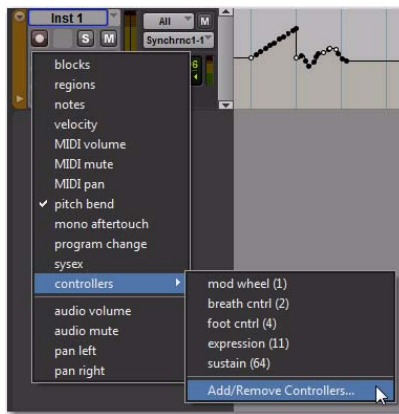 Inst 1
All
M
S M
Synchrnc1-1
6
blocks
regions
notes
velocity
MIDI volume
MIDI mute
MIDI pan
pitch bend
mono aftertouch
program change
sysex
controllers
audio volume
audio mute
pan left
pan right
mod wheel (1)
breath cntrl (2)
foot cntrl (4)
expression (11)
sustain (64)
Add/Remove Controllers...